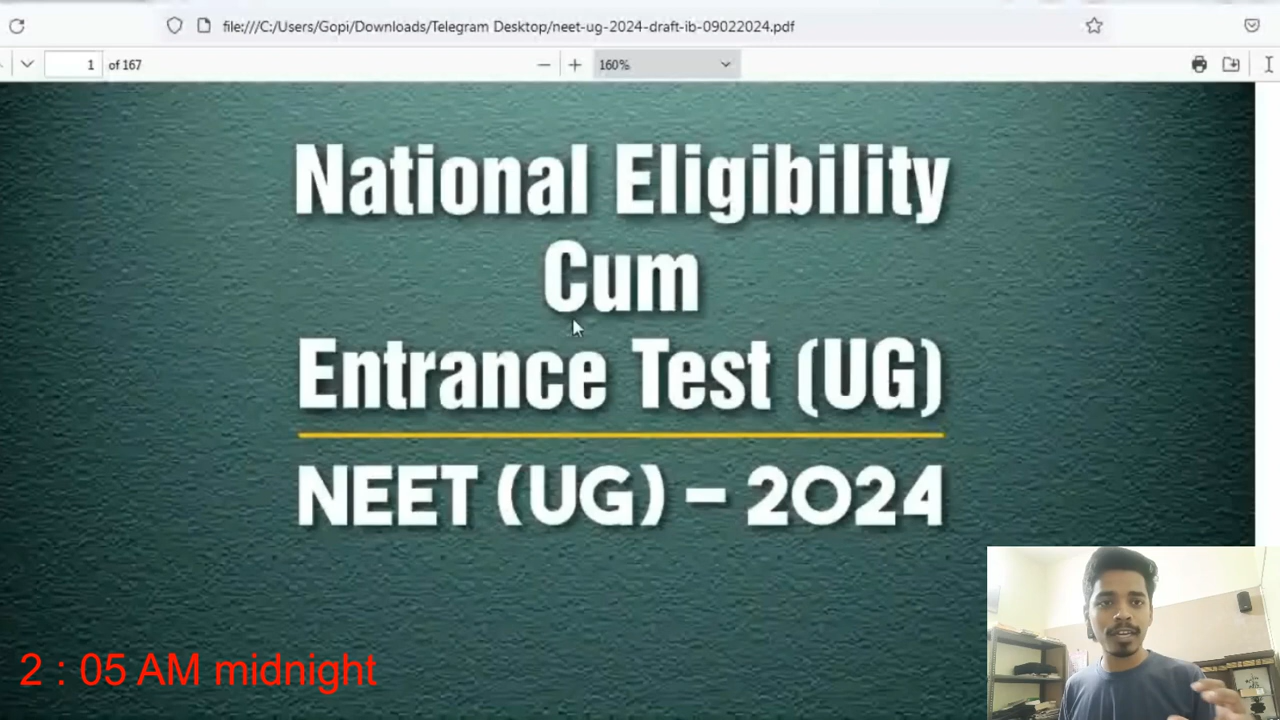 file:///C:/Users/Gopi/Downloads/Telegram Desktop/neet-ug-2024-draft-ib-09022024.pdf
1 of 167
160%
National Eligibility
Cum
Entrance Test (UG)
NEET (UG) – 2024
2 : 05 AM midnight